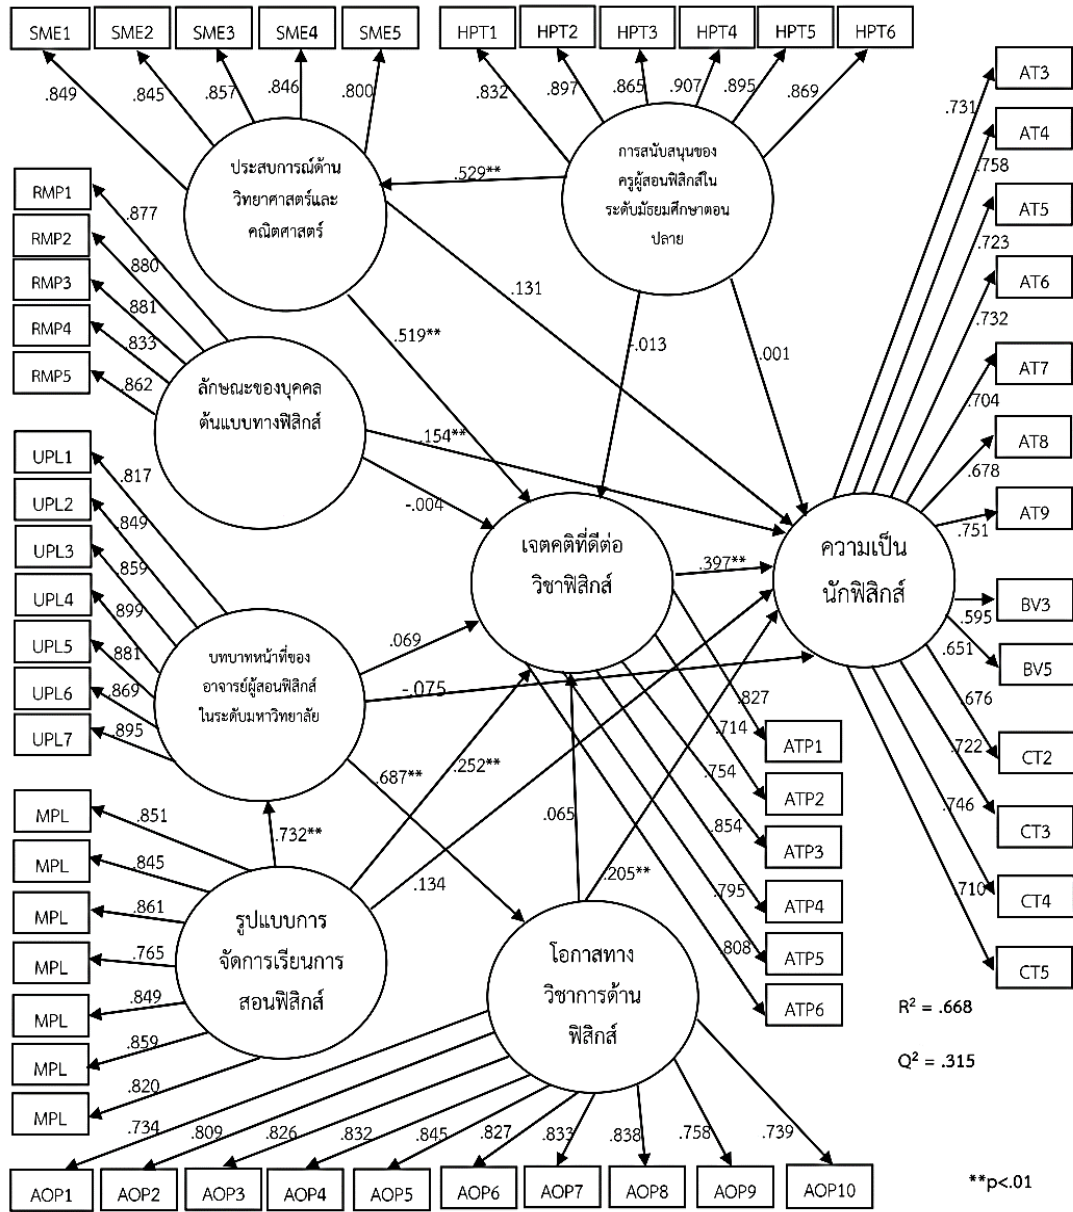 SME1 SME2 SME3 SME4 SME5 HPT1 HPT2 HPT3 HPT4 HPT5 HPT6
.849 .845 .857 .846 .800 .832 .897 .865 .907 .895 .869
ประสบการณ์ด้าน
วิทยาศาสตร์และ
คณิตศาสตร์
การสนับสนุนของ
ครูผู้สอนฟิสิกส์ใน
ระดับมัธยมศึกษาตอน
ปลาย
.529**
.131
.519**
-.013
.001
RMP1
RMP2
RMP3
RMP4
RMP5
.877
.880
.881
.833
.862
ลักษณะของบุคคล
ต้นแบบทางฟิสิกส์
.154**
-.004
AT3
AT4
AT5
AT6
AT7
AT8
AT9
BV3
BV5
CT2
CT3
CT4
CT5
.731
.758
.723
.732
.704
.678
.751
.595
.651
.676
.722
.746
.710
เจตคติที่ดีต่อ
วิชาฟิสิกส์
.397**
ความเป็น
นักฟิสิกส์
UPL1
UPL2
UPL3
UPL4
UPL5
UPL6
UPL7
.817
.849
.859
.899
.881
.869
.895
บทบาทหน้าที่ของ
อาจารย์ผู้สอนฟิสิกส์
ในระดับมหาวิทยาลัย
.069
-.075
.687**
.252**
.732**
.134
.065
.205**
ATP1
ATP2
ATP3
ATP4
ATP5
ATP6
.827
.714
.754
.854
.795
.808
MPL
MPL
MPL
MPL
MPL
MPL
MPL
.851
.845
.861
.765
.849
.859
.820
รูปแบบการ
จัดการเรียนการ
สอนฟิสิกส์
โอกาสทาง
วิชาการด้าน
ฟิสิกส์
R² = .668
Q² = .315
.734 .809 .826 .832 .845 .827 .833 .838 .758 .739
AOP1 AOP2 AOP3 AOP4 AOP5 AOP6 AOP7 AOP8 AOP9 AOP10
**p<.01